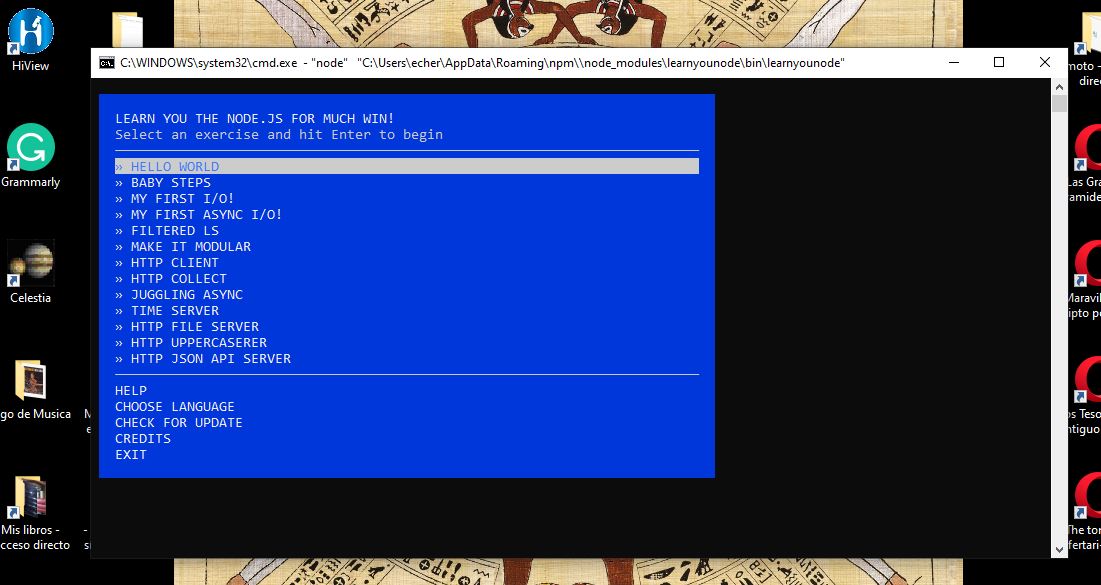 C:\WINDOWS\system32\cmd.exe - "node" "C:\Users\echer\AppData\Roaming\npm\\node_modules\learnyounode\bin\learnyounode"
LEARN YOU THE NODE.JS FOR MUCH WIN!
Select an exercise and hit Enter to begin
» HELLO WORLD
» BABY STEPS
» MY FIRST I/O!
» MY FIRST ASYNC I/O!
» FILTERED LS
» MAKE IT MODULAR
» HTTP CLIENT
» HTTP COLLECT
» JUGGLING ASYNC
» TIME SERVER
» HTTP FILE SERVER
» HTTP UPPERCASERER
» HTTP JSON API SERVER
HELP
CHOOSE LANGUAGE
CHECK FOR UPDATE
CREDITS
EXIT
HiView
Grammarly
Celestia
go de Musica
Mis libros -
cceso directo
moto -
direc
Las Gra
ramide
Maravil
ipto p
os Teso
ntiguo
The tor
fertari-